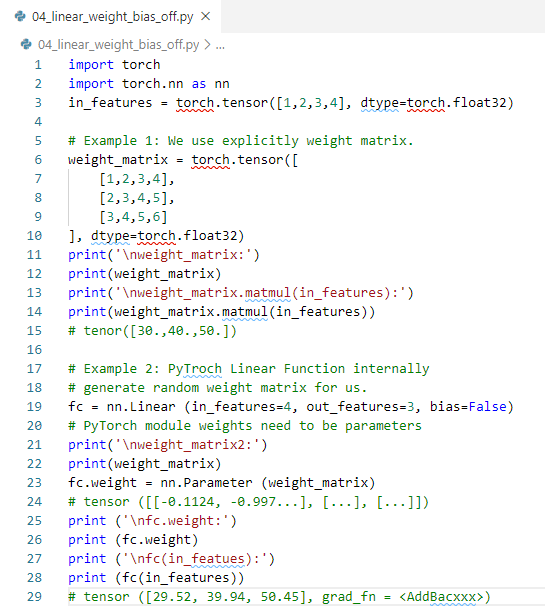 04_linear_weight_bias_off.py ×
04_linear_weight_bias_off.py > ...
1 import torch
2 import torch.nn as nn
3 in_features = torch.tensor([1,2,3,4], dtype=torch.float32)
4
5 # Example 1: We use explicitly weight matrix.
6 weight_matrix = torch.tensor([
7     [1,2,3,4],
8     [2,3,4,5],
9     [3,4,5,6]
10 ], dtype=torch.float32)
11 print('\nweight_matrix:')
12 print(weight_matrix)
13 print('\nweight_matrix.matmul(in_features):')
14 print(weight_matrix.matmul(in_features))
15 # tenor([30.,40.,50.])
16
17 # Example 2: PyTroch Linear Function internally
18 # generate random weight matrix for us.
19 fc = nn.Linear (in_features=4, out_features=3, bias=False)
20 # PyTorch module weights need to be parameters
21 print('\nweight_matrix2:')
22 print(weight_matrix)
23 fc.weight = nn.Parameter (weight_matrix)
24 # tensor ([[-0.1124, -0.997...], [...], [...]])
25 print ('\nfc.weight:')
26 print (fc.weight)
27 print ('\nfc(in_featues):')
28 print (fc(in_features))
29 # tensor ([29.52, 39.94, 50.45], grad_fn = <AddBacxxx>)